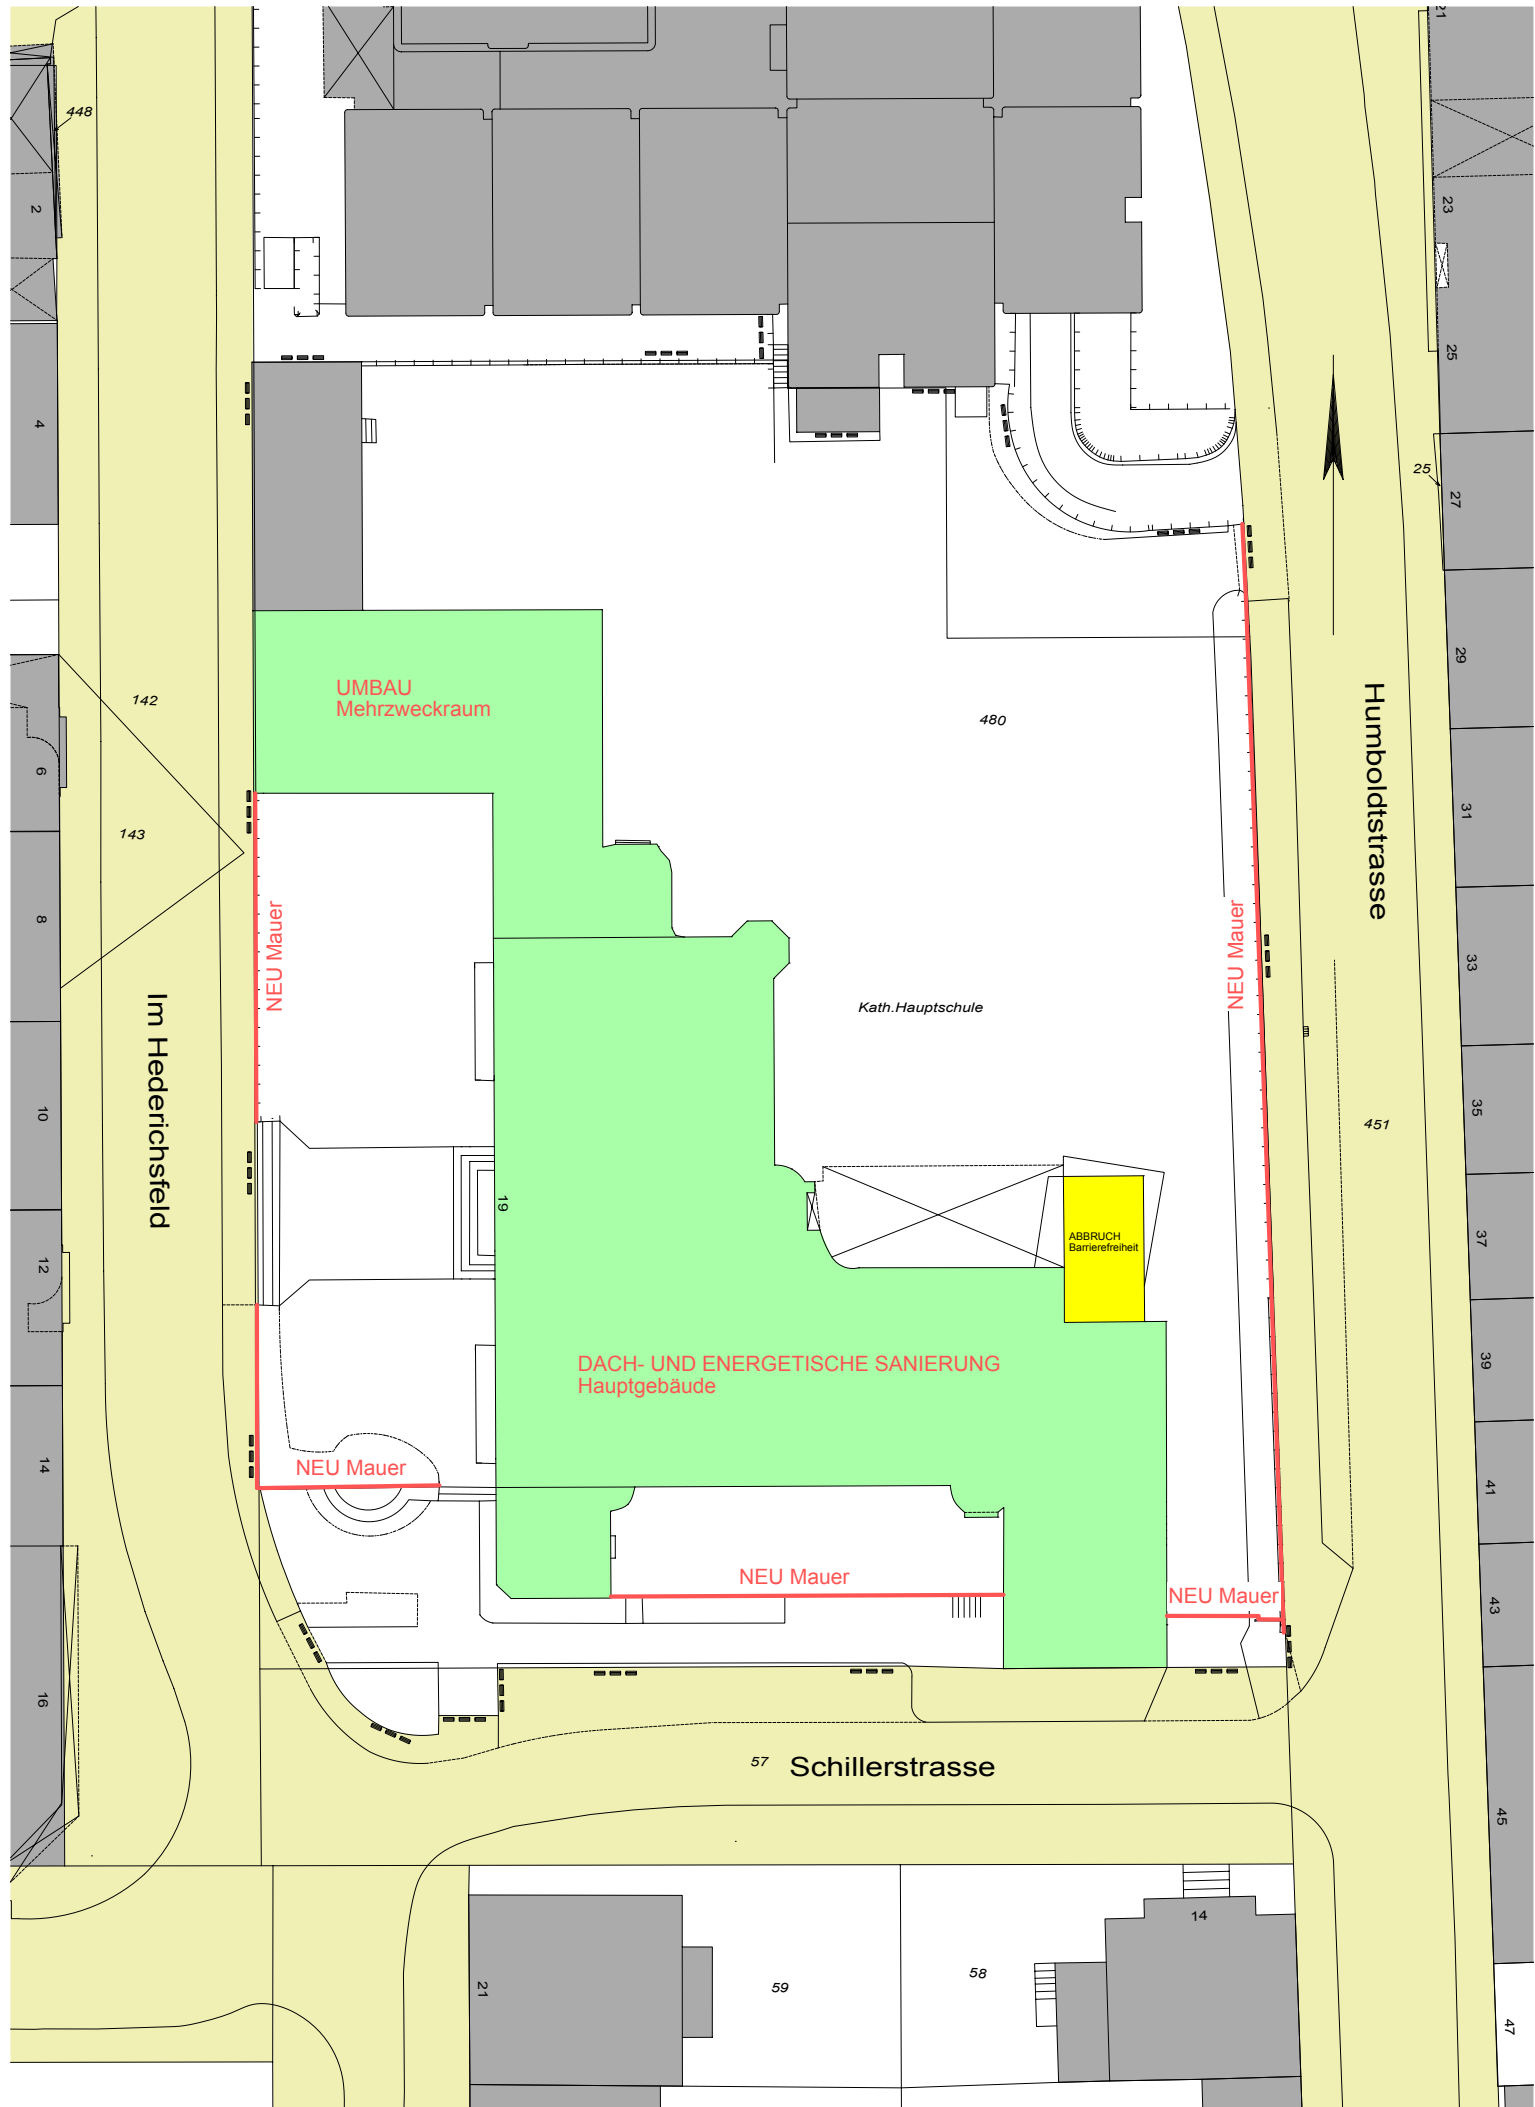 21
448
2
23
25
4
25
27
29
UMBAU
Mehrzweckraum
142
480
Humboldtstrasse
6
31
143
8
NEU Mauer
NEU Mauer
33
Im Hederichsfeld
Kath.Hauptschule
10
35
451
19
37
ABBRUCH
Barrierefreiheit
12
DACH- UND ENERGETISCHE SANIERUNG
Hauptgebäude
39
14
NEU Mauer
41
NEU Mauer
NEU Mauer
43
16
57
Schillerstrasse
45
14
21
59
58
47